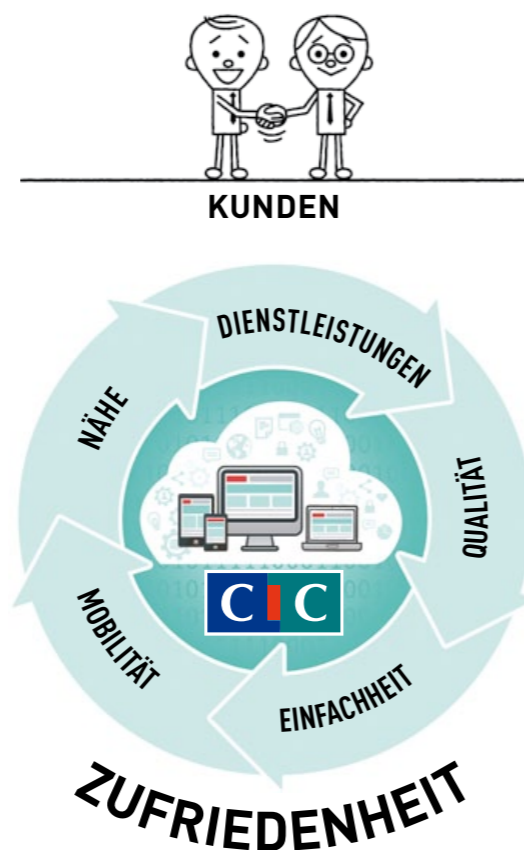 KUNDEN
DIENSTLEISTUNGEN
NÄHE
QUALITÄT
MOBILITÄT
EINFACHHEIT
CIC
ZUFRIEDENHEIT